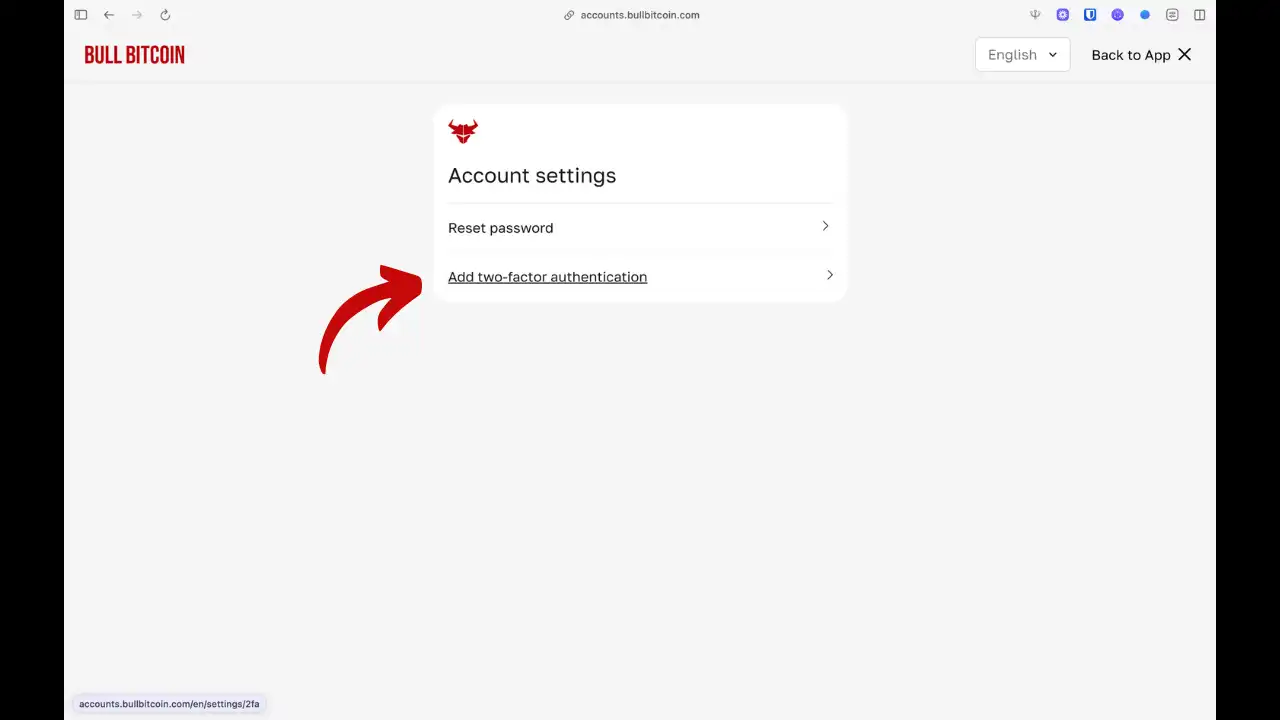 accounts.bullbitcoin.com
BULL BITCOIN
English
Back to App
Account settings
Reset password
Add two-factor authentication
accounts.bullbitcoin.com/en/settings/2fa